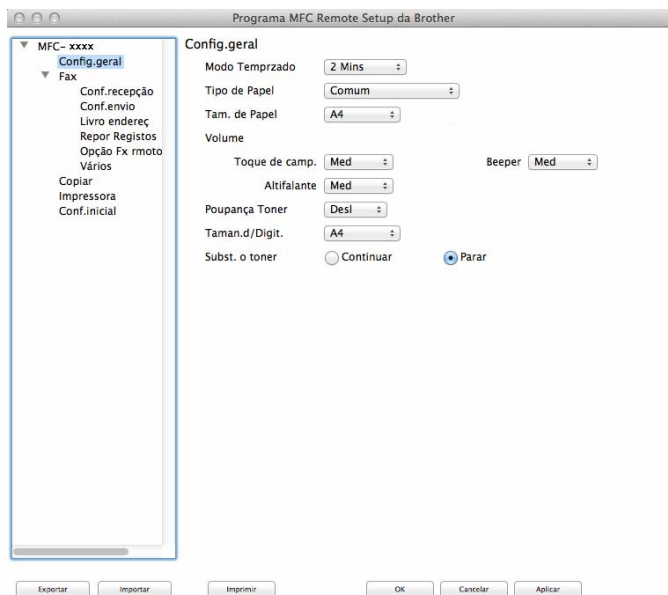 Programa MFC Remote Setup da Brother
MFC- xxxx
Config.geral
Fax
Conf.recepção
Conf.envio
Livro endereç
Repor Registos
Opção Fx rmoto
Vários
Copiar
Impressora
Conf.inicial
Config.geral
Modo Temprzado 2 Mins
Tipo de Papel Comum
Tam. de Papel A4
Volume
Toque de camp. Med Beeper Med
Altifalante Med
Poupança Toner Desl
Taman.d/Digit. A4
Subst. o toner Continuar Parar
Exportar Importar Imprimir OK Cancelar Aplicar